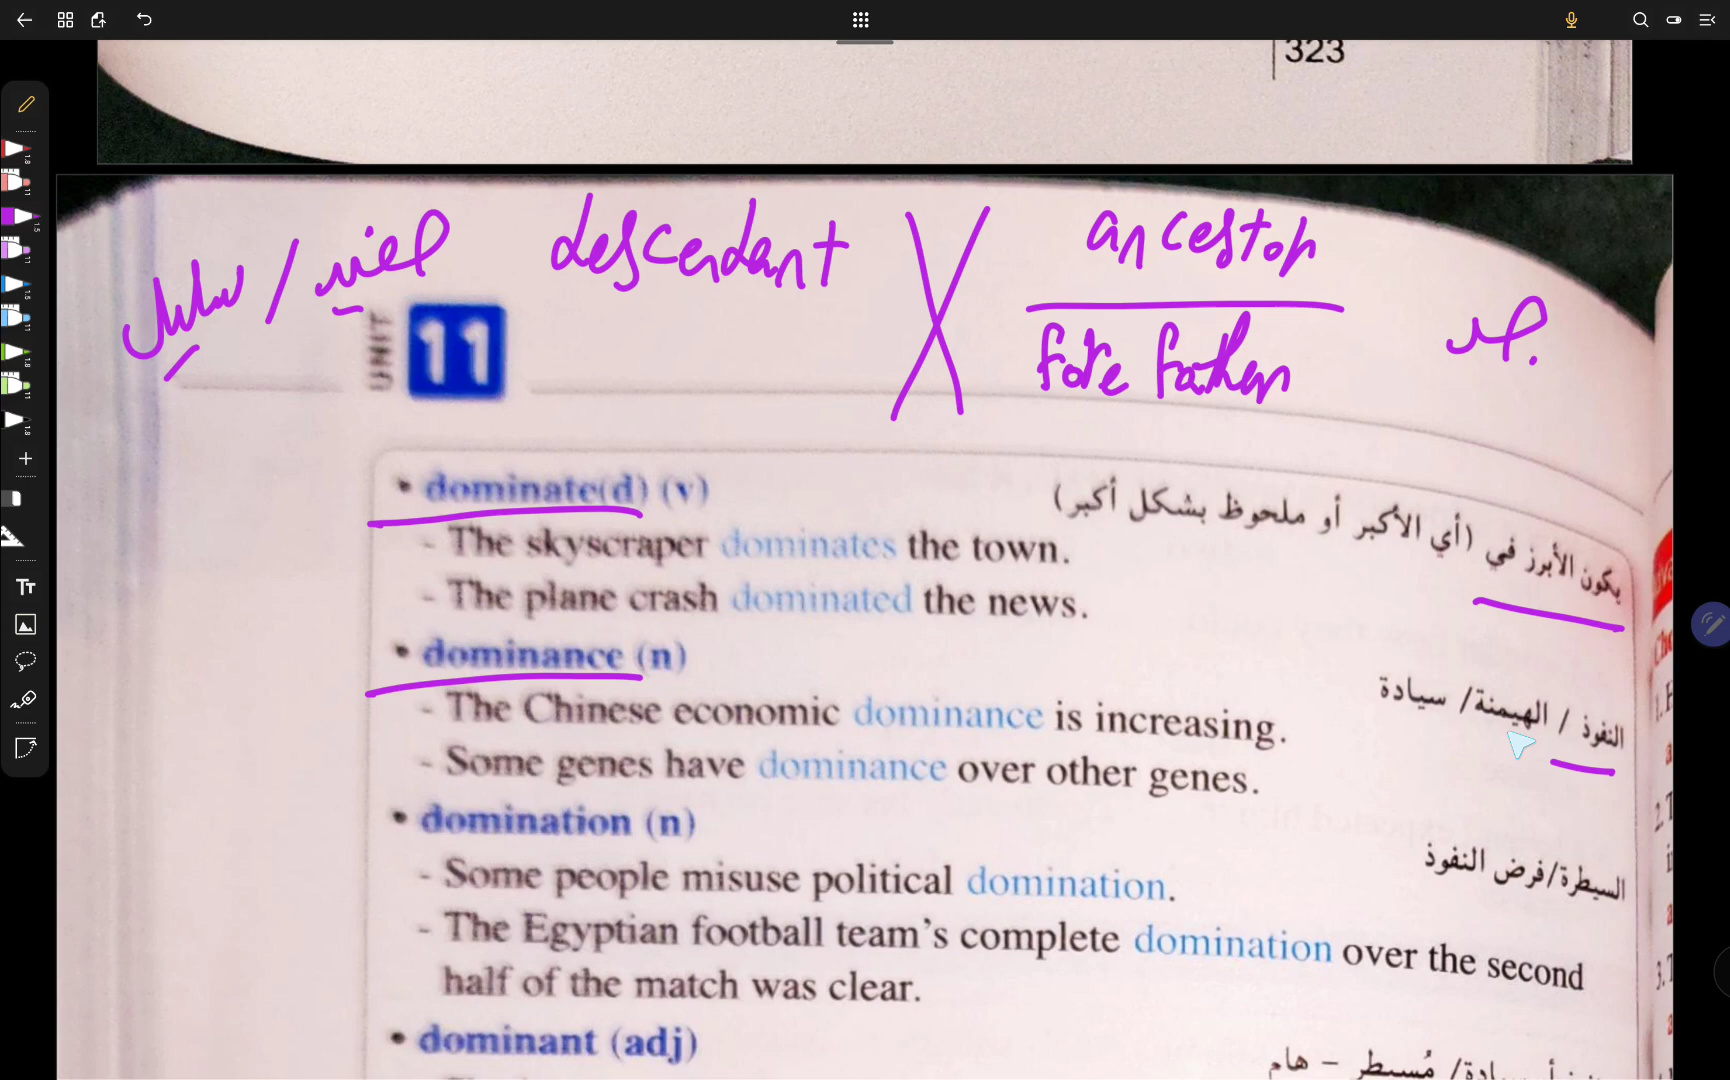 323
descendant X ancestor
fore father
سليل / حفيد
جد
UNIT 11
• dominate(d) (v) يكون الأبرز في (أي الأكبر أو ملحوظ بشكل أكبر)
- The skyscraper dominates the town.
- The plane crash dominated the news.
• dominance (n) النفوذ / الهيمنة/ سيادة
- The Chinese economic dominance is increasing.
- Some genes have dominance over other genes.
• domination (n) السيطرة/فرض النفوذ
- Some people misuse political domination.
- The Egyptian football team's complete domination over the second
half of the match was clear.
• dominant (adj) مُسيطر – هام